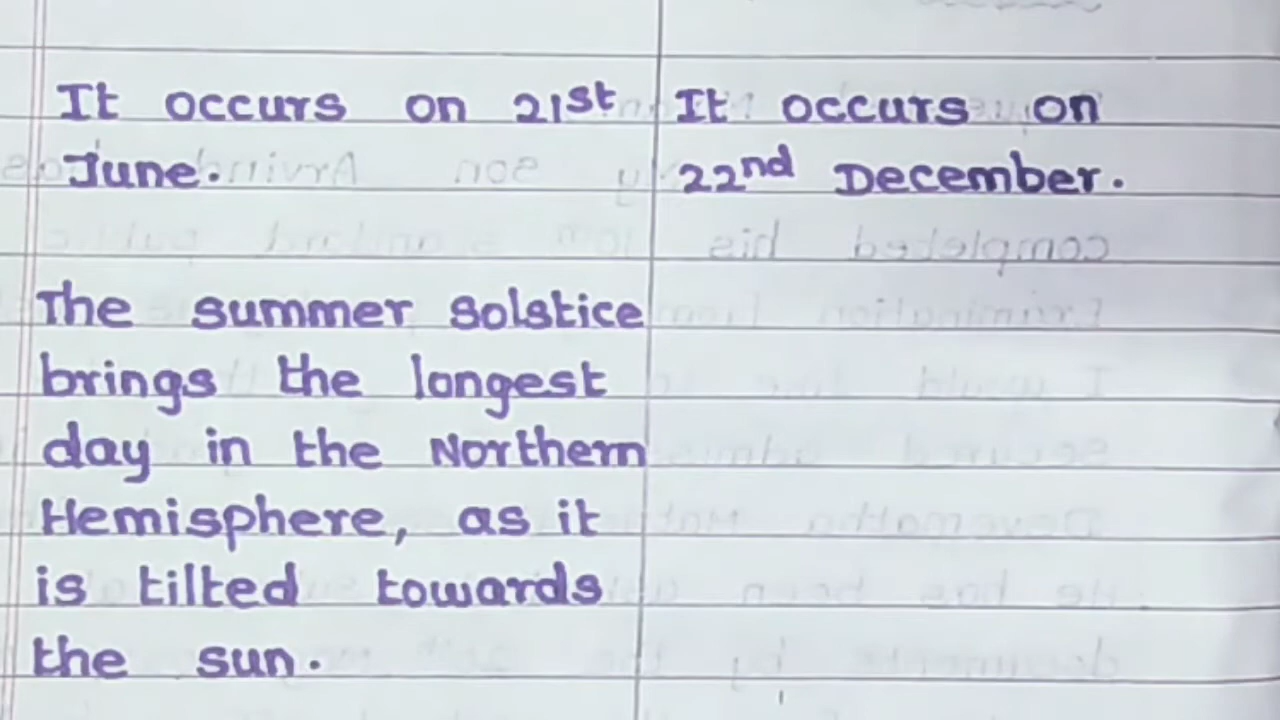 It occurs on 21st
June.
The summer solstice
brings the longest
day in the Northern
Hemisphere, as it
is tilted towards
the sun.
It occurs on
22nd December.